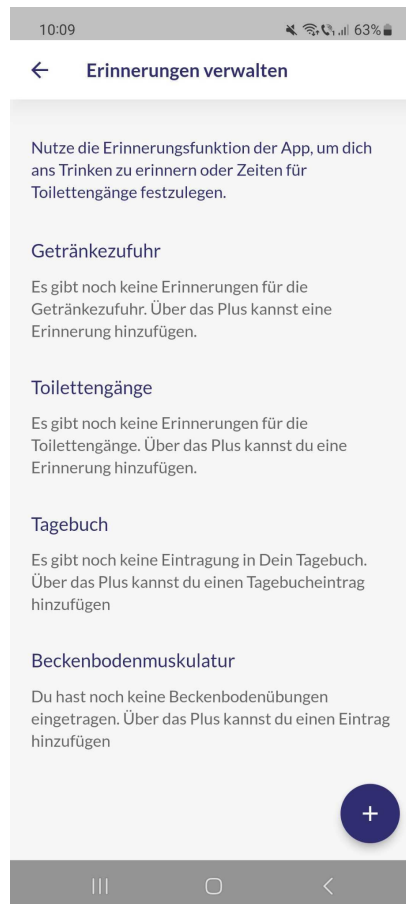 10:09
63%
Erinnerungen verwalten
Nutze die Erinnerungsfunktion der App, um dich
ans Trinken zu erinnern oder Zeiten für
Toilettengänge festzulegen.
Getränkezufuhr
Es gibt noch keine Erinnerungen für die
Getränkezufuhr. Über das Plus kannst eine
Erinnerung hinzufügen.
Toilettengänge
Es gibt noch keine Erinnerungen für die
Toilettengänge. Über das Plus kannst du eine
Erinnerung hinzufügen.
Tagebuch
Es gibt noch keine Eintragung in Dein Tagebuch.
Über das Plus kannst du einen Tagebucheintrag
hinzufügen
Beckenbodenmuskulatur
Du hast noch keine Beckenbodenübungen
eingetragen. Über das Plus kannst du einen Eintrag
hinzufügen